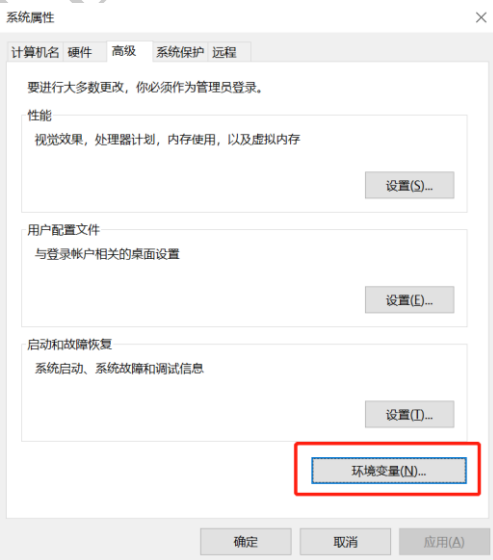 系统属性
计算机名 硬件 高级 系统保护 远程
要进行大多数更改，你必须作为管理员登录。
性能
视觉效果，处理器计划，内存使用，以及虚拟内存
设置(S)...
用户配置文件
与登录帐户相关的桌面设置
设置(E)...
启动和故障恢复
系统启动、系统故障和调试信息
设置(T)...
环境变量(N)...
确定 取消 应用(A)